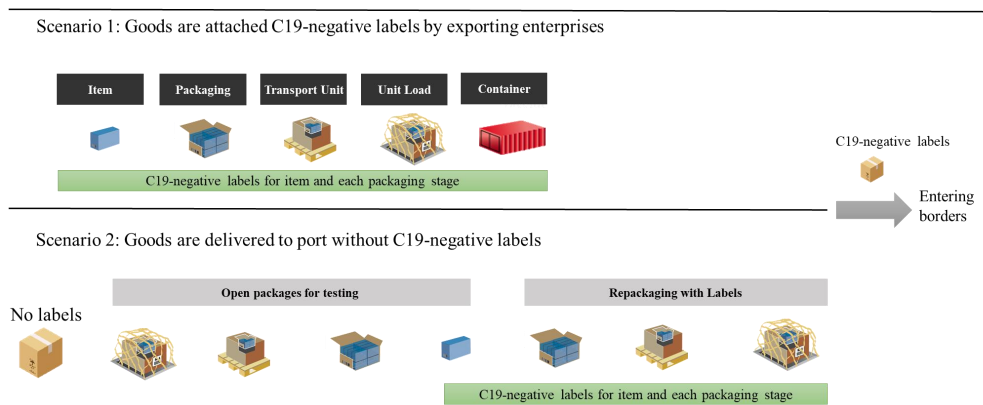 Scenario 1: Goods are attached C19-negative labels by exporting enterprises
Item
Packaging
Transport Unit
Unit Load
Container
C19-negative labels for item and each packaging stage
C19-negative labels
Entering
borders
Scenario 2: Goods are delivered to port without C19-negative labels
Open packages for testing
Repackaging with Labels
No labels
C19-negative labels for item and each packaging stage